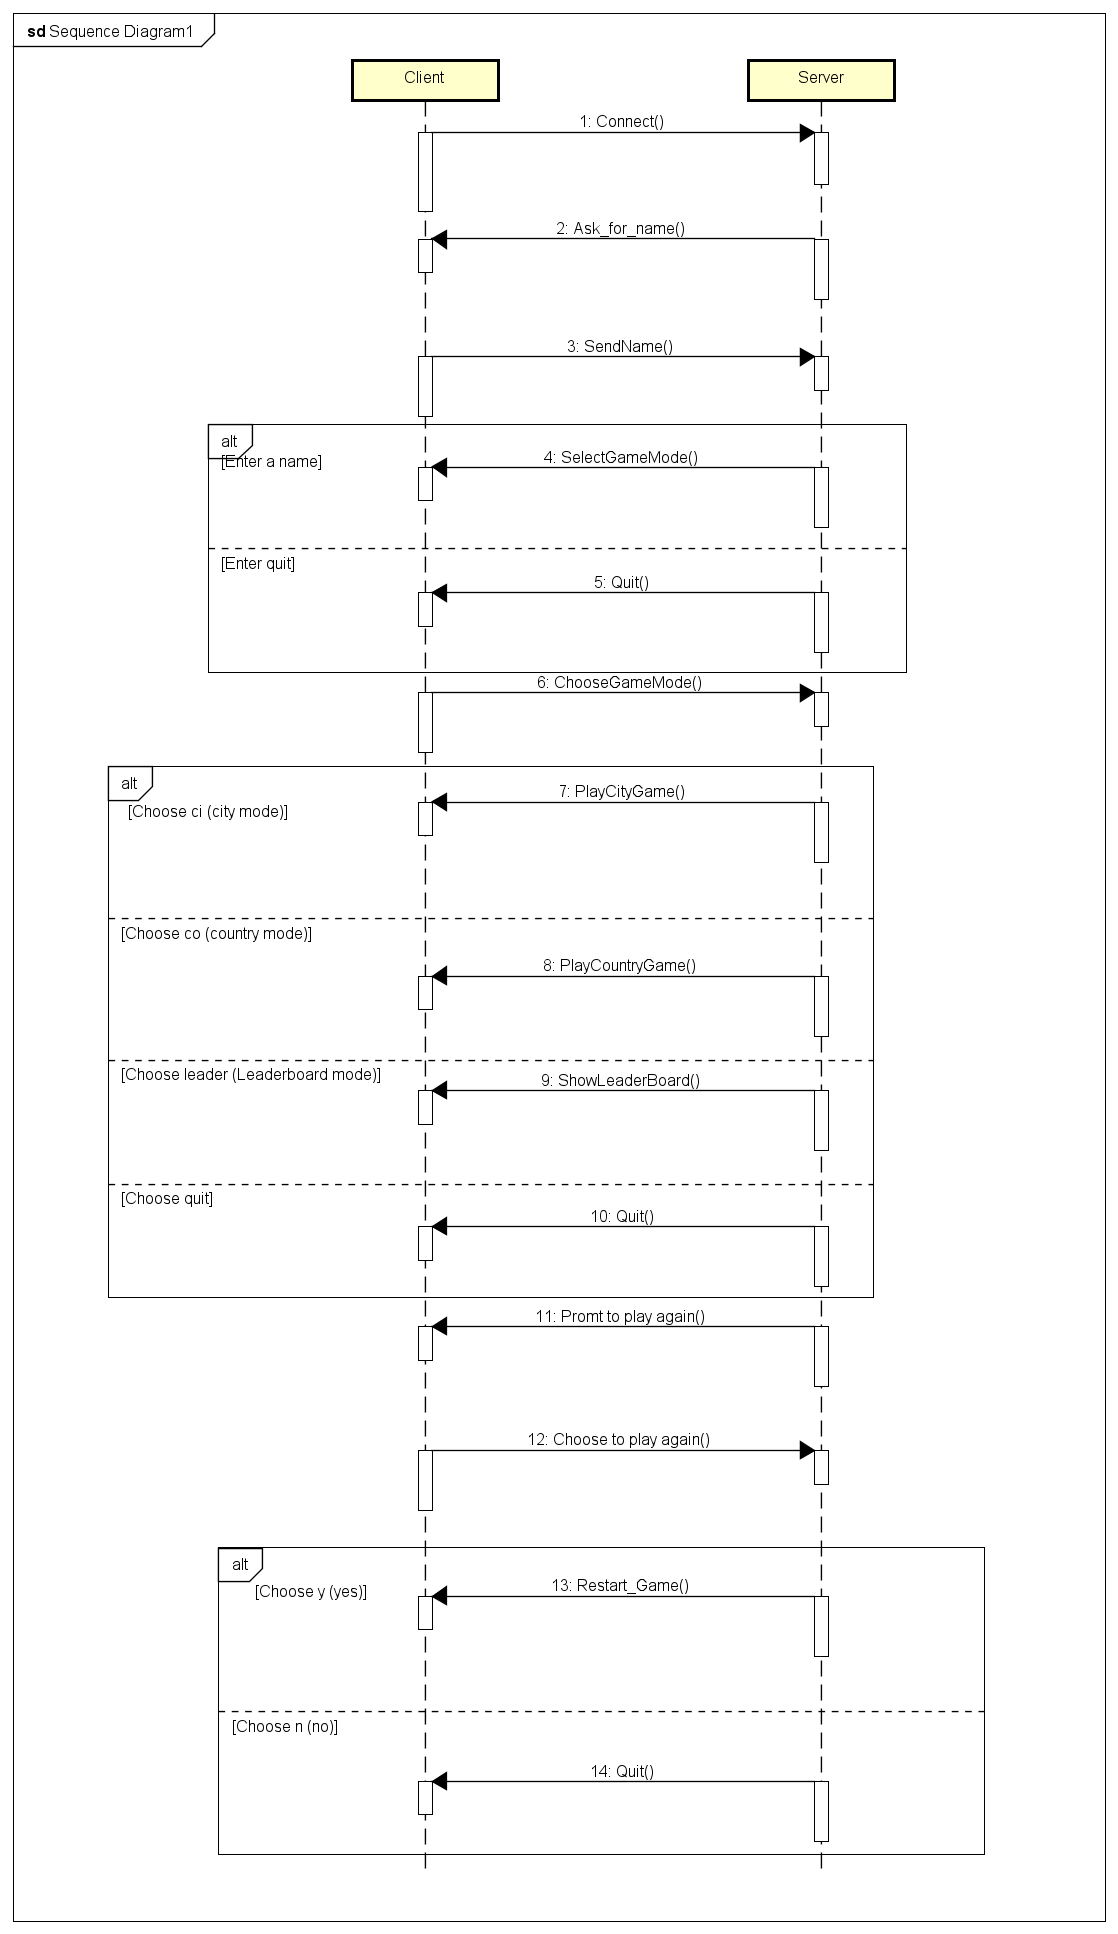 sd Sequence Diagram1
Client
Server
1: Connect()
2: Ask_for_name()
3: SendName()
alt
[Enter a name]
4: SelectGameMode()
[Enter quit]
5: Quit()
6: ChooseGameMode()
alt
7: PlayCityGame()
[Choose ci (city mode)]
[Choose co (country mode)]
8: PlayCountryGame()
[Choose leader (Leaderboard mode)]
9: ShowLeaderBoard()
[Choose quit]
10: Quit()
11: Promt to play again()
12: Choose to play again()
alt
13: Restart_Game()
[Choose y (yes)]
[Choose n (no)]
14: Quit()